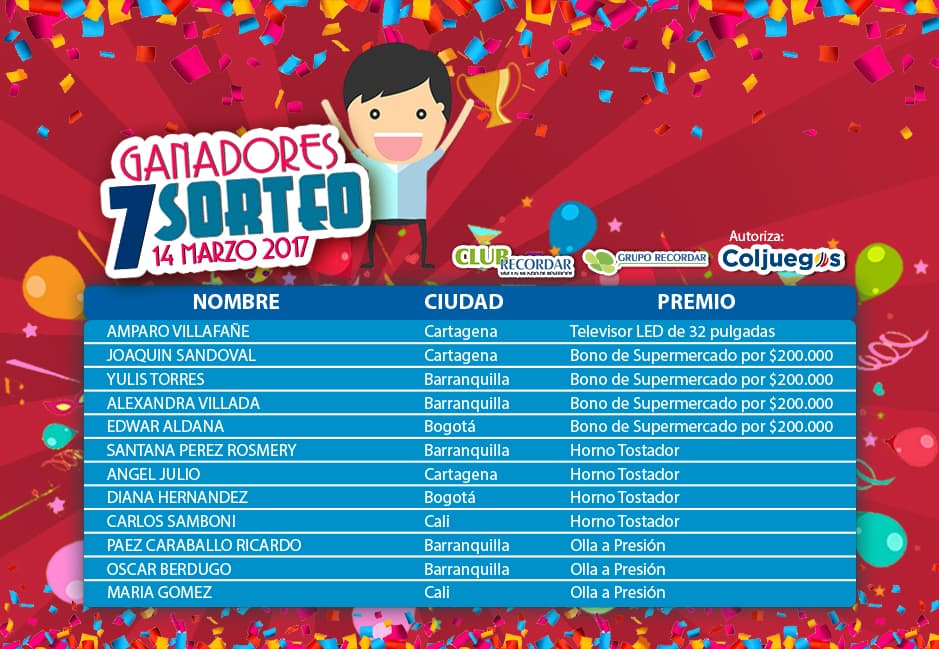 GANADORES
7 SORTEO
14 MARZO 2017
Autoriza:
CLUB RECORDAR
GRUPO RECORDAR
Coljuegos
NOMBRE CIUDAD PREMIO
AMPARO VILLAFAÑE Cartagena Televisor LED de 32 pulgadas
JOAQUIN SANDOVAL Cartagena Bono de Supermercado por $200.000
YULIS TORRES Barranquilla Bono de Supermercado por $200.000
ALEXANDRA VILLADA Barranquilla Bono de Supermercado por $200.000
EDWAR ALDANA Bogotá Bono de Supermercado por $200.000
SANTANA PEREZ ROSMERY Barranquilla Horno Tostador
ANGEL JULIO Cartagena Horno Tostador
DIANA HERNANDEZ Bogotá Horno Tostador
CARLOS SAMBONI Cali Horno Tostador
PAEZ CARABALLO RICARDO Barranquilla Olla a Presión
OSCAR BERDUGO Barranquilla Olla a Presión
MARIA GOMEZ Cali Olla a Presión